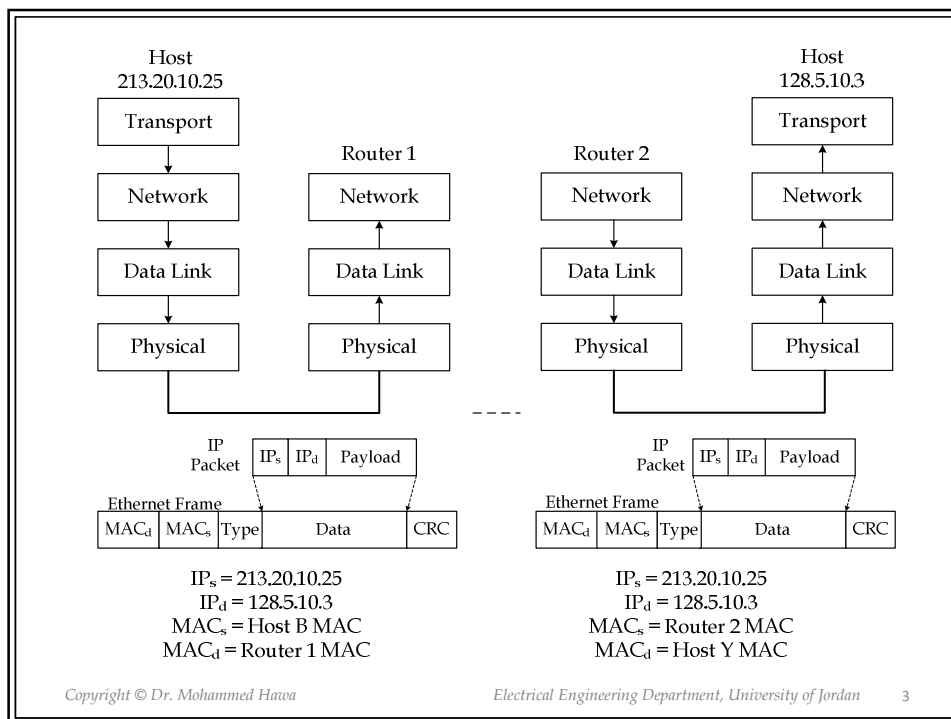 Host
213.20.10.25
Transport
Network
Data Link
Physical
Router 1
Network
Data Link
Physical
Router 2
Network
Data Link
Physical
Host
128.5.10.3
Transport
Network
Data Link
Physical
IP
Packet
IPs IPd Payload
Ethernet Frame
MACd MACs Type Data CRC
IPs = 213.20.10.25
IPd = 128.5.10.3
MACs = Host B MAC
MACd = Router 1 MAC
IP
Packet
IPs IPd Payload
Ethernet Frame
MACd MACs Type Data CRC
IPs = 213.20.10.25
IPd = 128.5.10.3
MACs = Router 2 MAC
MACd = Host Y MAC
Copyright © Dr. Mohammed Hawa
Electrical Engineering Department, University of Jordan 3